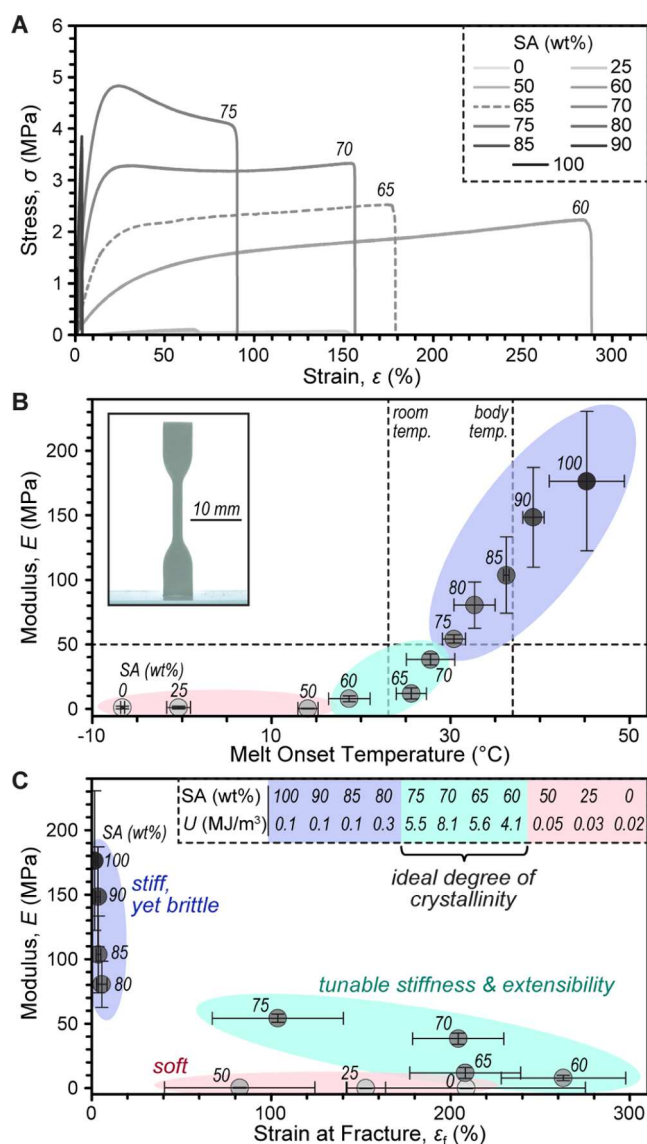 A
Stress, σ (MPa)
6
5
4
3
2
1
0
75
70
65
60
SA (wt%)
0 25
50 60
65 70
75 80
85 90
100
0 50 100 150 200 250 300
Strain, ε (%)
B
Modulus, E (MPa)
200
150
100
50
0
10 mm
room temp.
body temp.
100
90
85
80
75
70
65
60
50
25
0
SA (wt%)
-10 10 30 50
Melt Onset Temperature (°C)
C
Modulus, E (MPa)
200
150
100
50
0
SA (wt%) 100 90 85 80 75 70 65 60 50 25 0
U (MJ/m³) 0.1 0.1 0.1 0.3 5.5 8.1 5.6 4.1 0.05 0.03 0.02
ideal degree of
crystallinity
SA (wt%)
100
90
85
80
stiff,
yet brittle
tunable stiffness & extensibility
75
70
65
60
soft
50
25
0
0 100 200 300
Strain at Fracture, εf (%)